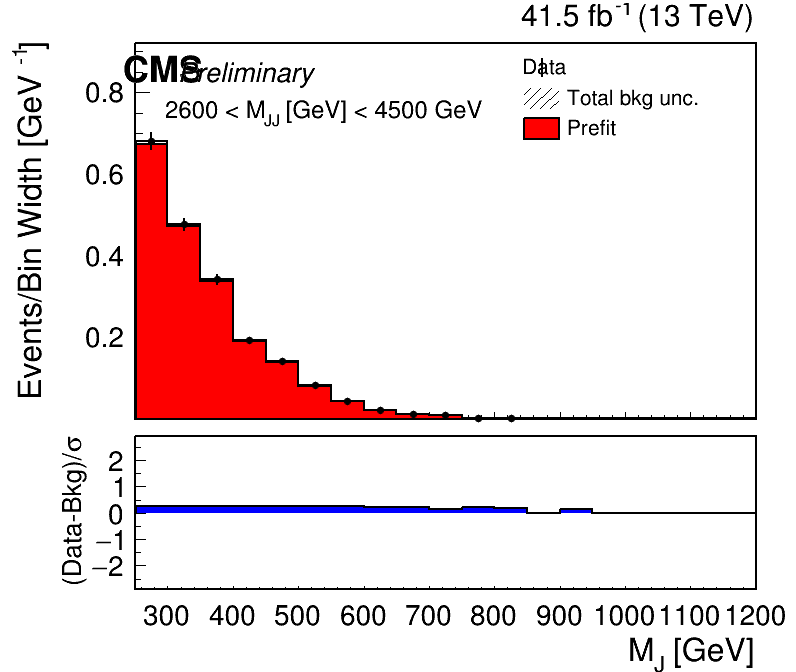 41.5 fb⁻¹ (13 TeV)
CMS Preliminary
2600 < M_JJ [GeV] < 4500 GeV
Data
Total bkg unc.
Prefit
Events/Bin Width [GeV⁻¹]
0.8
0.6
0.4
0.2
(Data-Bkg)/σ
2
1
0
−1
−2
300 400 500 600 700 800 900 1000 1100 1200
M_J [GeV]